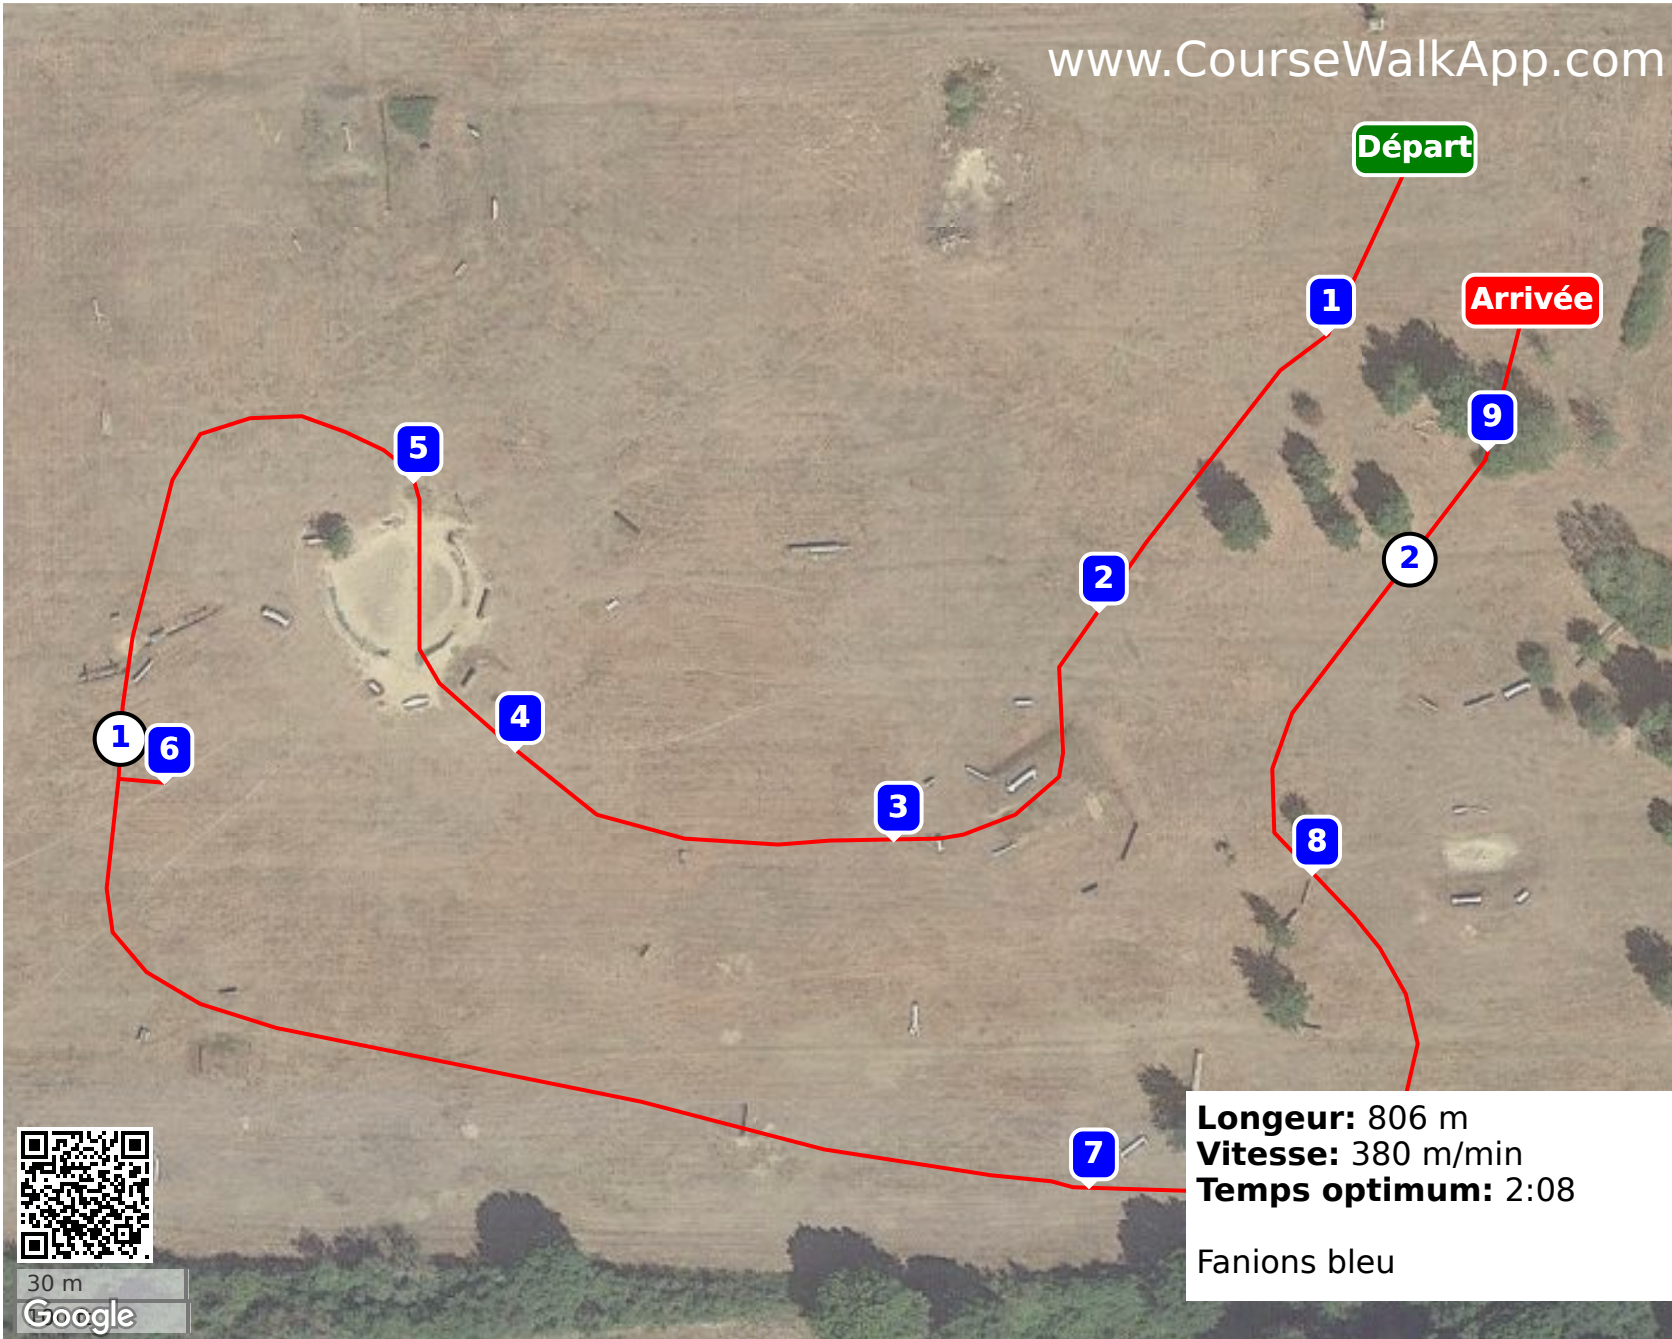 www.CourseWalkApp.com
Départ
1
Arrivée
9
5
2
2
4
1
6
3
8
7
Longeur: 806 m
Vitesse: 380 m/min
Temps optimum: 2:08
Fanions bleu
30 m
Google